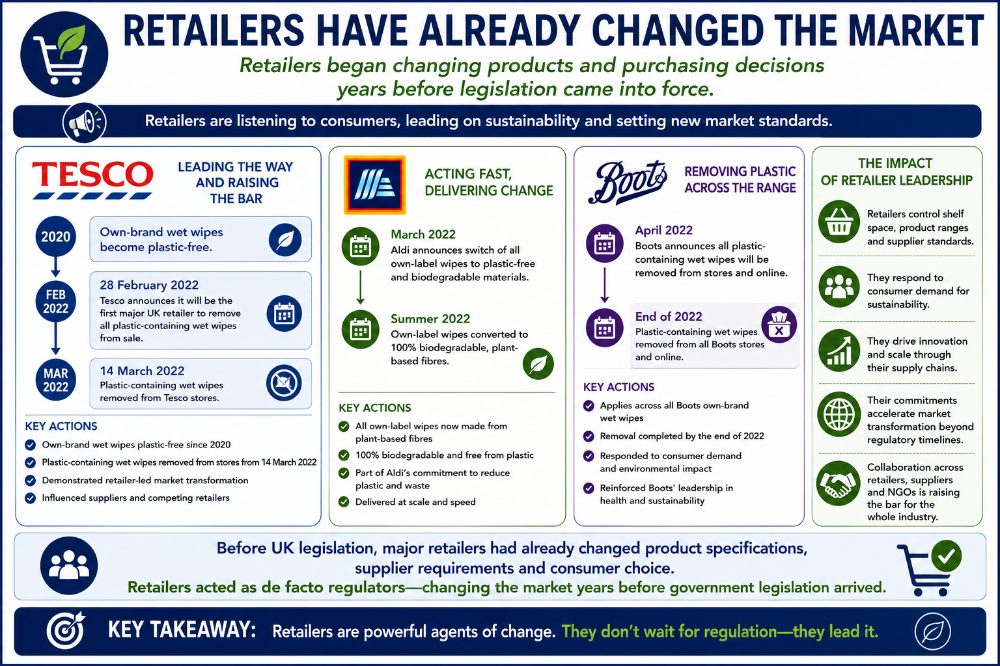 RETAILERS HAVE ALREADY CHANGED THE MARKET
Retailers began changing products and purchasing decisions
years before legislation came into force.
Retailers are listening to consumers, leading on sustainability and setting new market standards.
TESCO
LEADING THE WAY
AND RAISING
THE BAR
2020
Own-brand wet wipes
become plastic-free.
FEB
2022
28 February 2022
Tesco announces it will be the
first major UK retailer to remove
all plastic-containing wet wipes
from sale.
MAR
2022
14 March 2022
Plastic-containing wet wipes
removed from Tesco stores.
KEY ACTIONS
Own-brand wet wipes plastic-free since 2020
Plastic-containing wet wipes removed from stores from 14 March 2022
Demonstrated retailer-led market transformation
Influenced suppliers and competing retailers
ACTING FAST,
DELIVERING CHANGE
March 2022
Aldi announces switch of all
own-label wipes to plastic-free
and biodegradable materials.
Summer 2022
Own-label wipes converted to
100% biodegradable, plant-
based fibres.
KEY ACTIONS
All own-label wipes now made from
plant-based fibres
100% biodegradable and free from plastic
Part of Aldi's commitment to reduce
plastic and waste
Delivered at scale and speed
Boots
REMOVING PLASTIC
ACROSS THE RANGE
April 2022
Boots announces all plastic-
containing wet wipes will be
removed from stores and online.
End of 2022
Plastic-containing wet wipes
removed from all Boots stores
and online.
KEY ACTIONS
Applies across all Boots own-brand
wet wipes
Removal completed by the end of 2022
Responded to consumer demand
and environmental impact
Reinforced Boots' leadership in
health and sustainability
THE IMPACT
OF RETAILER LEADERSHIP
Retailers control shelf
space, product ranges
and supplier standards.
They respond to
consumer demand for
sustainability.
They drive innovation
and scale through
their supply chains.
Their commitments
accelerate market
transformation beyond
regulatory timelines.
Collaboration across
retailers, suppliers
and NGOs is raising
the bar for the
whole industry.
Before UK legislation, major retailers had already changed product specifications,
supplier requirements and consumer choice.
Retailers acted as de facto regulators—changing the market years before government legislation arrived.
KEY TAKEAWAY: Retailers are powerful agents of change. They don't wait for regulation—they lead it.